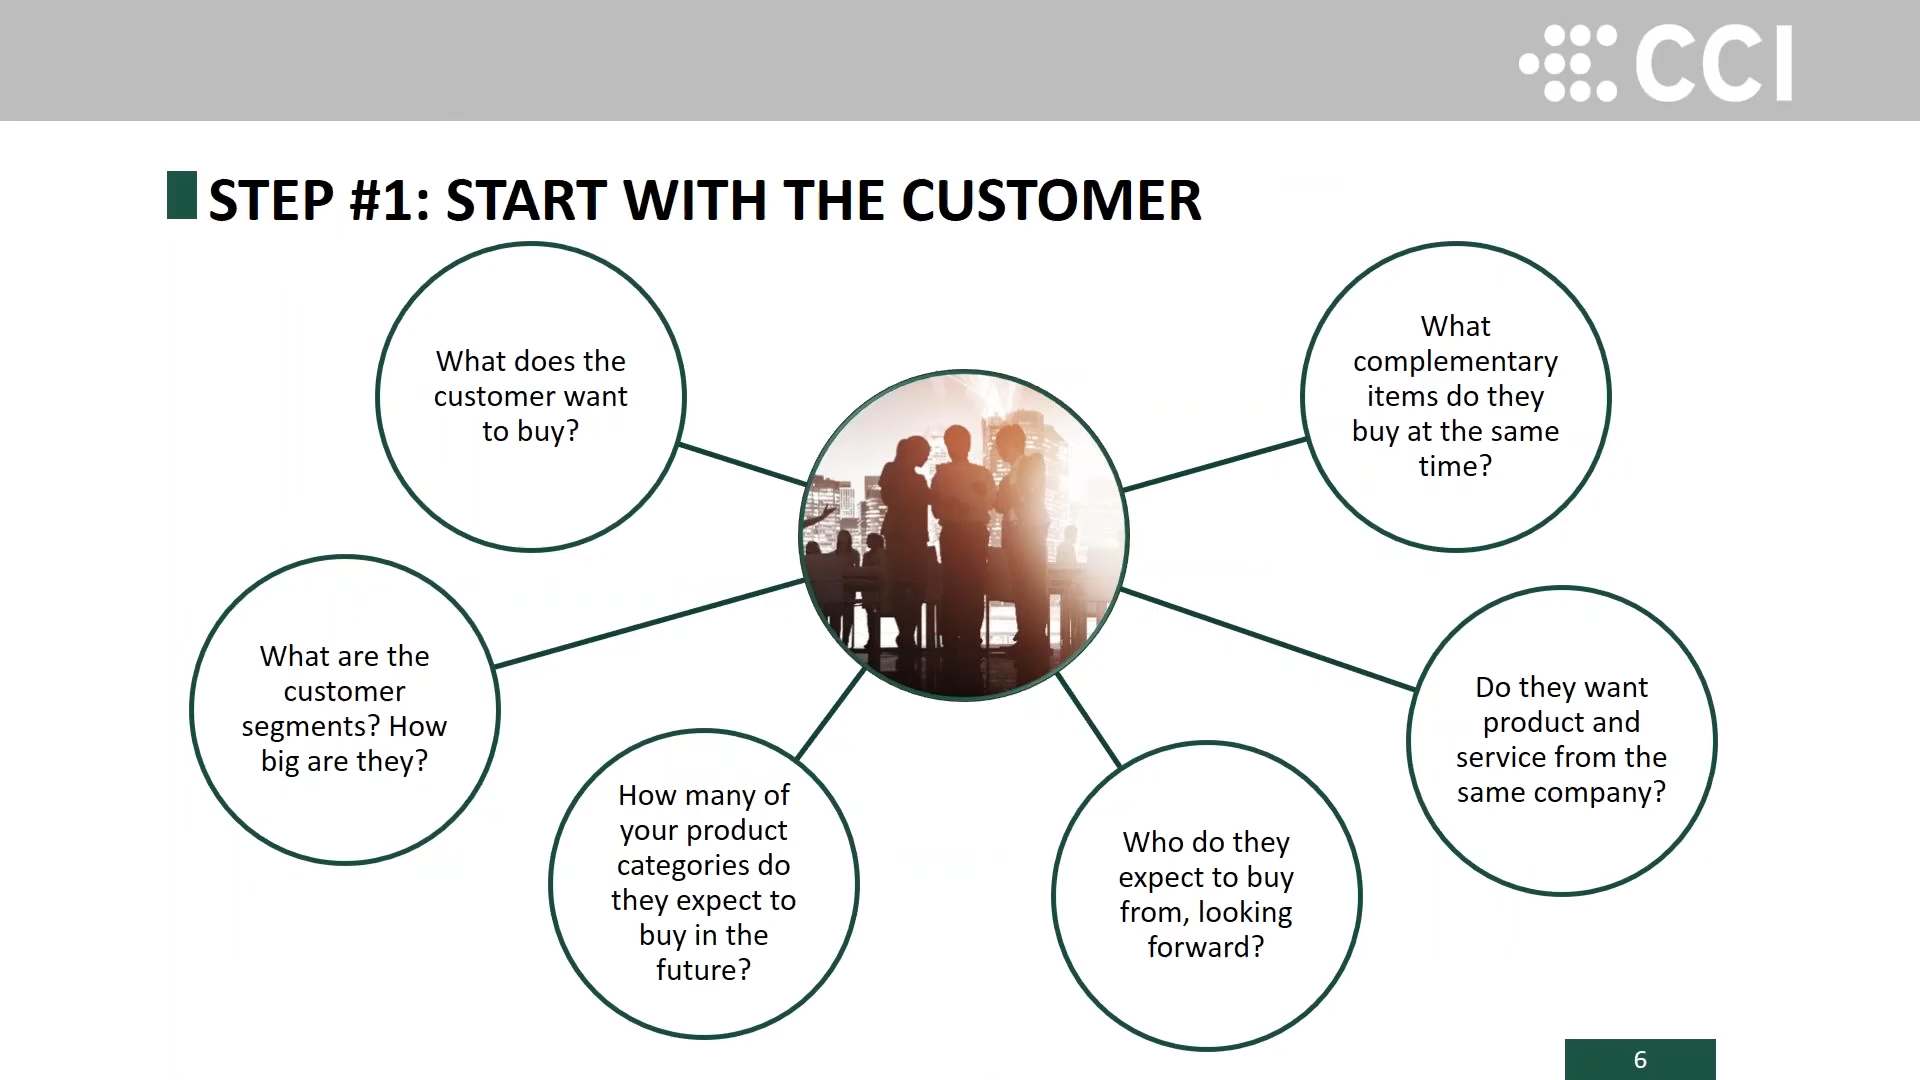 CCI
STEP #1: START WITH THE CUSTOMER
What does the
customer want
to buy?
What
complementary
items do they
buy at the same
time?
What are the
customer
segments? How
big are they?
Do they want
product and
service from the
same company?
How many of
your product
categories do
they expect to
buy in the
future?
Who do they
expect to buy
from, looking
forward?
6